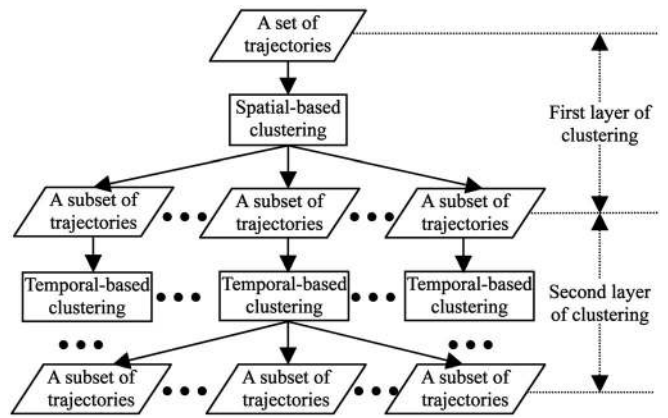 A set of
trajectories
Spatial-based
clustering
First layer of
clustering
A subset of
trajectories
A subset of
trajectories
A subset of
trajectories
Temporal-based
clustering
Temporal-based
clustering
Temporal-based
clustering
Second layer
of clustering
A subset of
trajectories
A subset of
trajectories
A subset of
trajectories